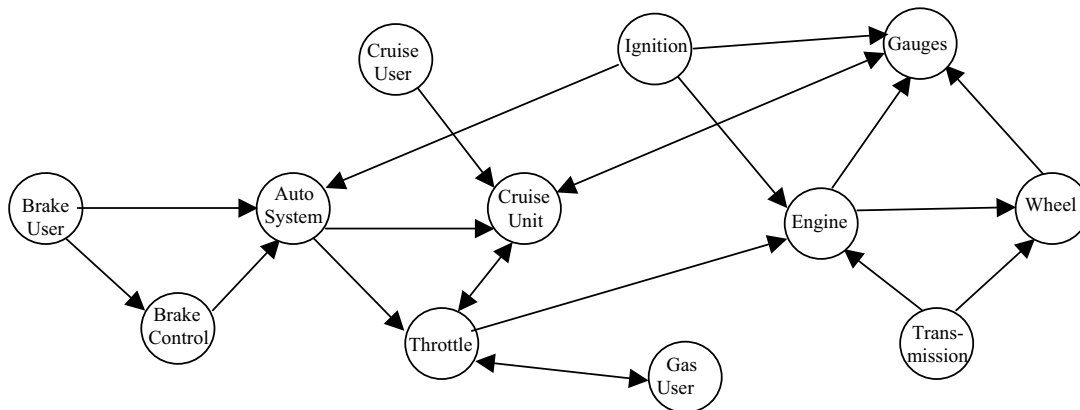 Cruise
User
Ignition
Gauges
Brake
User
Auto
System
Cruise
Unit
Engine
Wheel
Brake
Control
Throttle
Trans-
mission
Gas
User